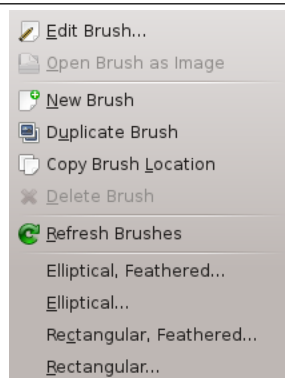 Edit Brush...
Open Brush as Image
New Brush
Duplicate Brush
Copy Brush Location
Delete Brush
Refresh Brushes
Elliptical, Feathered...
Elliptical...
Rectangular, Feathered...
Rectangular...